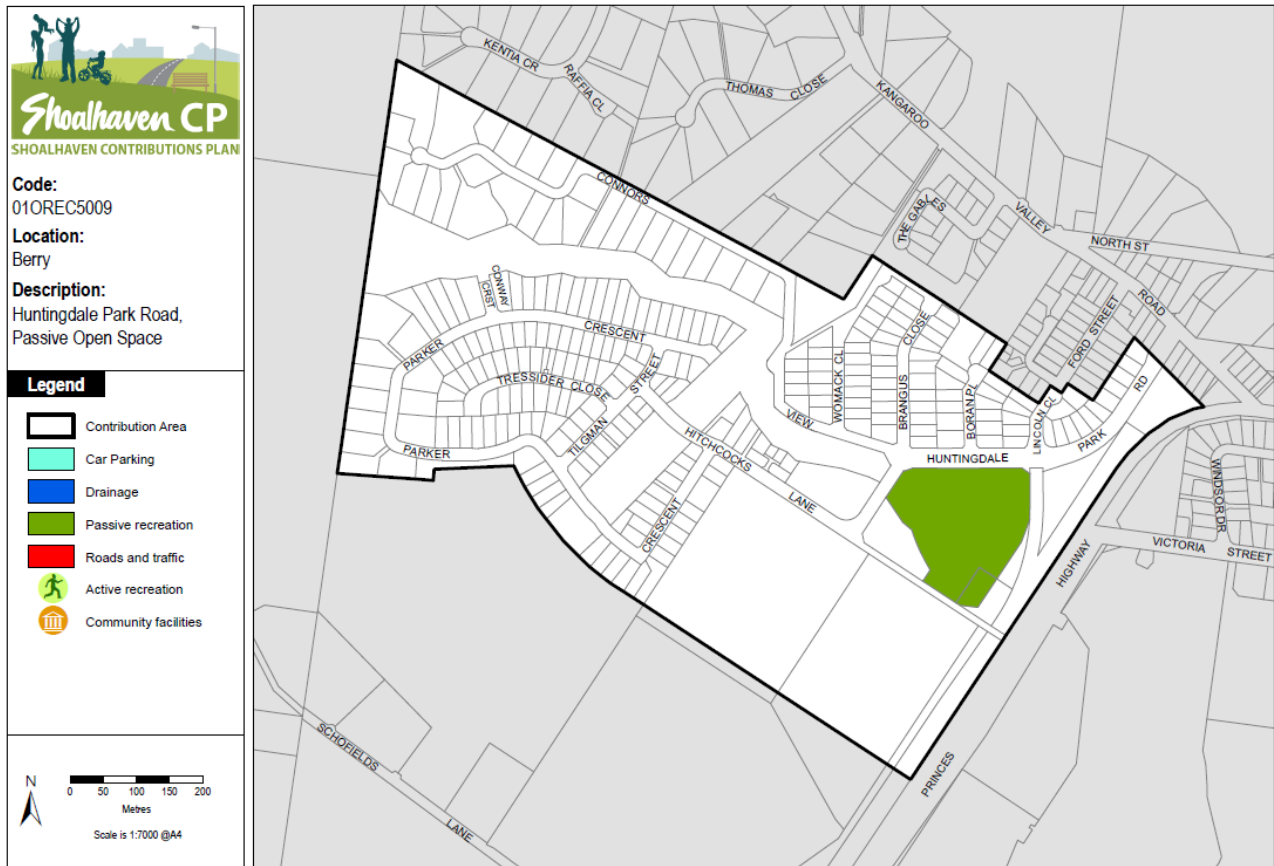 Shoalhaven CP
SHOALHAVEN CONTRIBUTIONS PLAN
Code:
01OREC5009
Location:
Berry
Description:
Huntingdale Park Road,
Passive Open Space
Legend
Contribution Area
Car Parking
Drainage
Passive recreation
Roads and traffic
Active recreation
Community facilities
N
0 50 100 150 200
Metres
Scale is 1:7000 @A4
KENTIA CR
RAFFIA CL
THOMAS CLOSE
KANGAROO
VALLEY
ROAD
NORTH ST
THE GABLES
FORD STREET
CONNORS
VIEW
CONWAY
CRST
PARKER
CRESCENT
TRESSIDER CLOSE
TILGMAN
STREET
PARKER
CRESCENT
HITCHCOCKS
LANE
WOMACK CL
BRANGUS
CLOSE
BORAN PL
LINCOLN CL
HUNTINGDALE
PARK
RD
WINDSOR DR
VICTORIA STREET
PRINCES
HIGHWAY
SCHOFIELDS
LANE